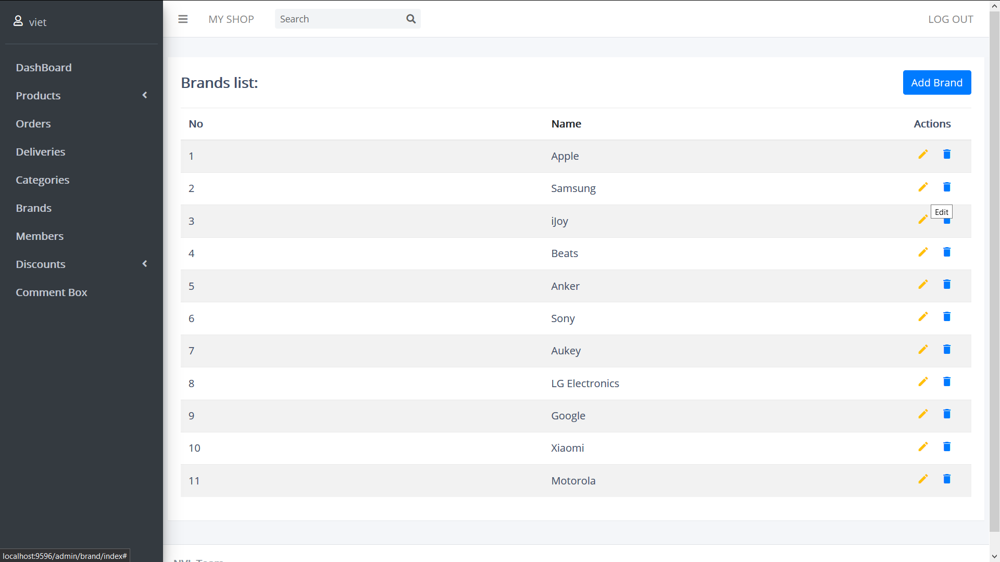 viet
DashBoard
Products
Orders
Deliveries
Categories
Brands
Members
Discounts
Comment Box
MY SHOP
Search
LOG OUT
Brands list:
Add Brand
No Name Actions
1 Apple
2 Samsung
Edit
3 iJoy
4 Beats
5 Anker
6 Sony
7 Aukey
8 LG Electronics
9 Google
10 Xiaomi
11 Motorola
localhost:9596/admin/brand/index#